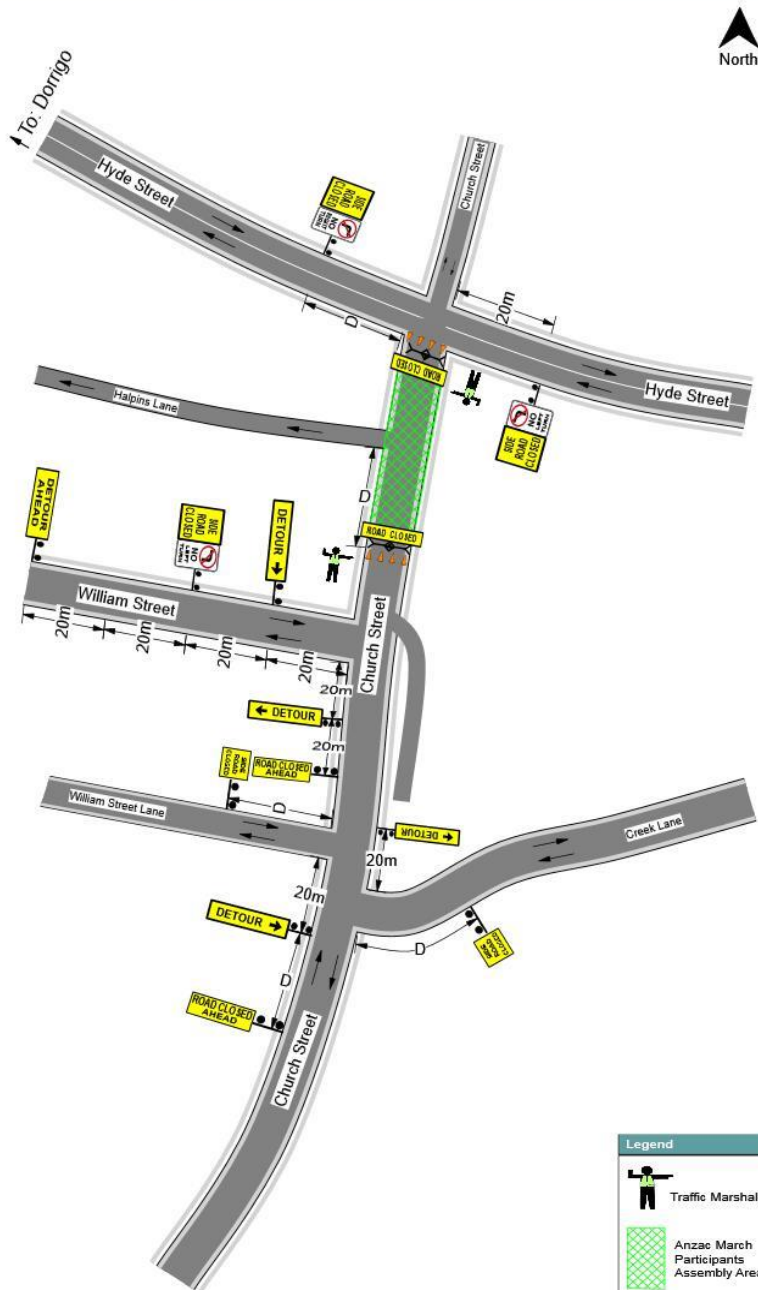 North
To: Dorrigo
Church Street
Hyde Street
SIDE
ROAD
CLOSED
NO
RIGHT
TURN
20m
D
ROAD CLOSED
Hyde Street
Halpins Lane
NO
LEFT
TURN
SIDE
ROAD
CLOSED
D
DETOUR
AHEAD
SIDE
ROAD
CLOSED
NO
LEFT
TURN
DETOUR
ROAD CLOSED
William Street
Church Street
20m
20m
20m
20m
20m
DETOUR
20m
SIDE
ROAD
CLOSED
ROAD CLOSED
AHEAD
D
William Street Lane
DETOUR
Creek Lane
20m
20m
DETOUR
D
SIDE
ROAD
CLOSED
D
ROAD CLOSED
AHEAD
Church Street
Legend
Traffic Marshal
Anzac March
Participants
Assembly Area